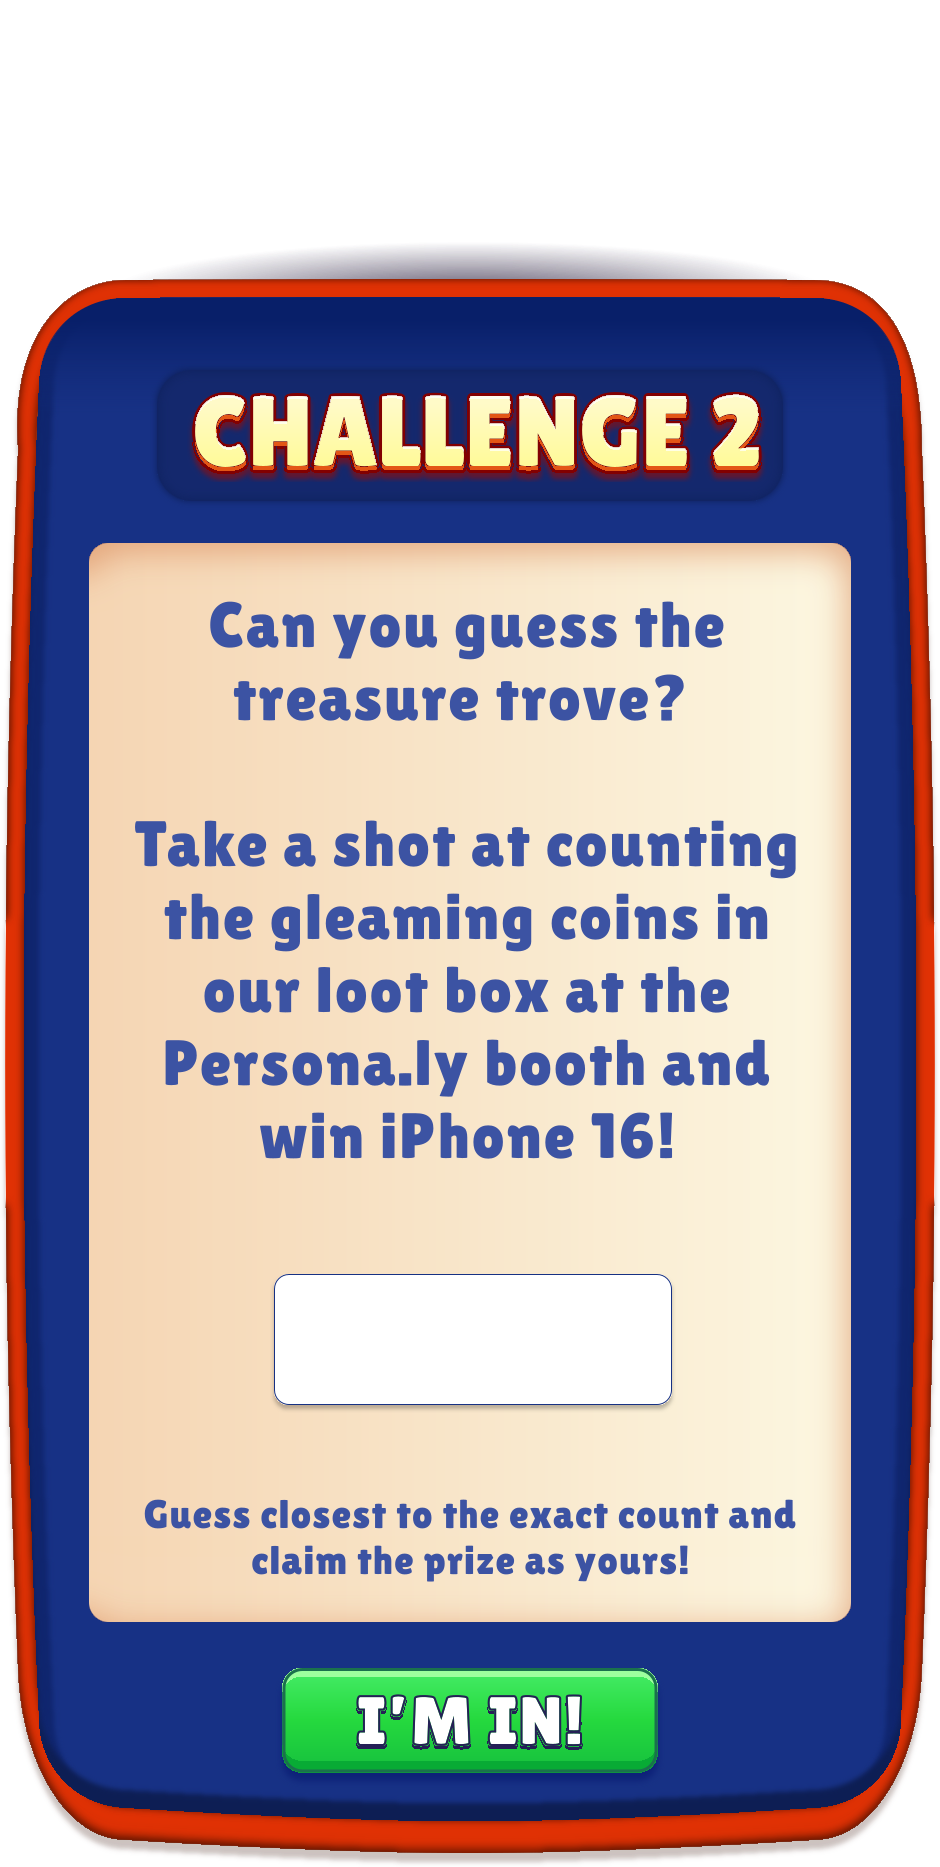 CHALLENGE 2
Can you guess the
treasure trove?
Take a shot at counting
the gleaming coins in
our loot box at the
Persona.ly booth and
win iPhone 16!
Guess closest to the exact count and
claim the prize as yours!
I'M IN!